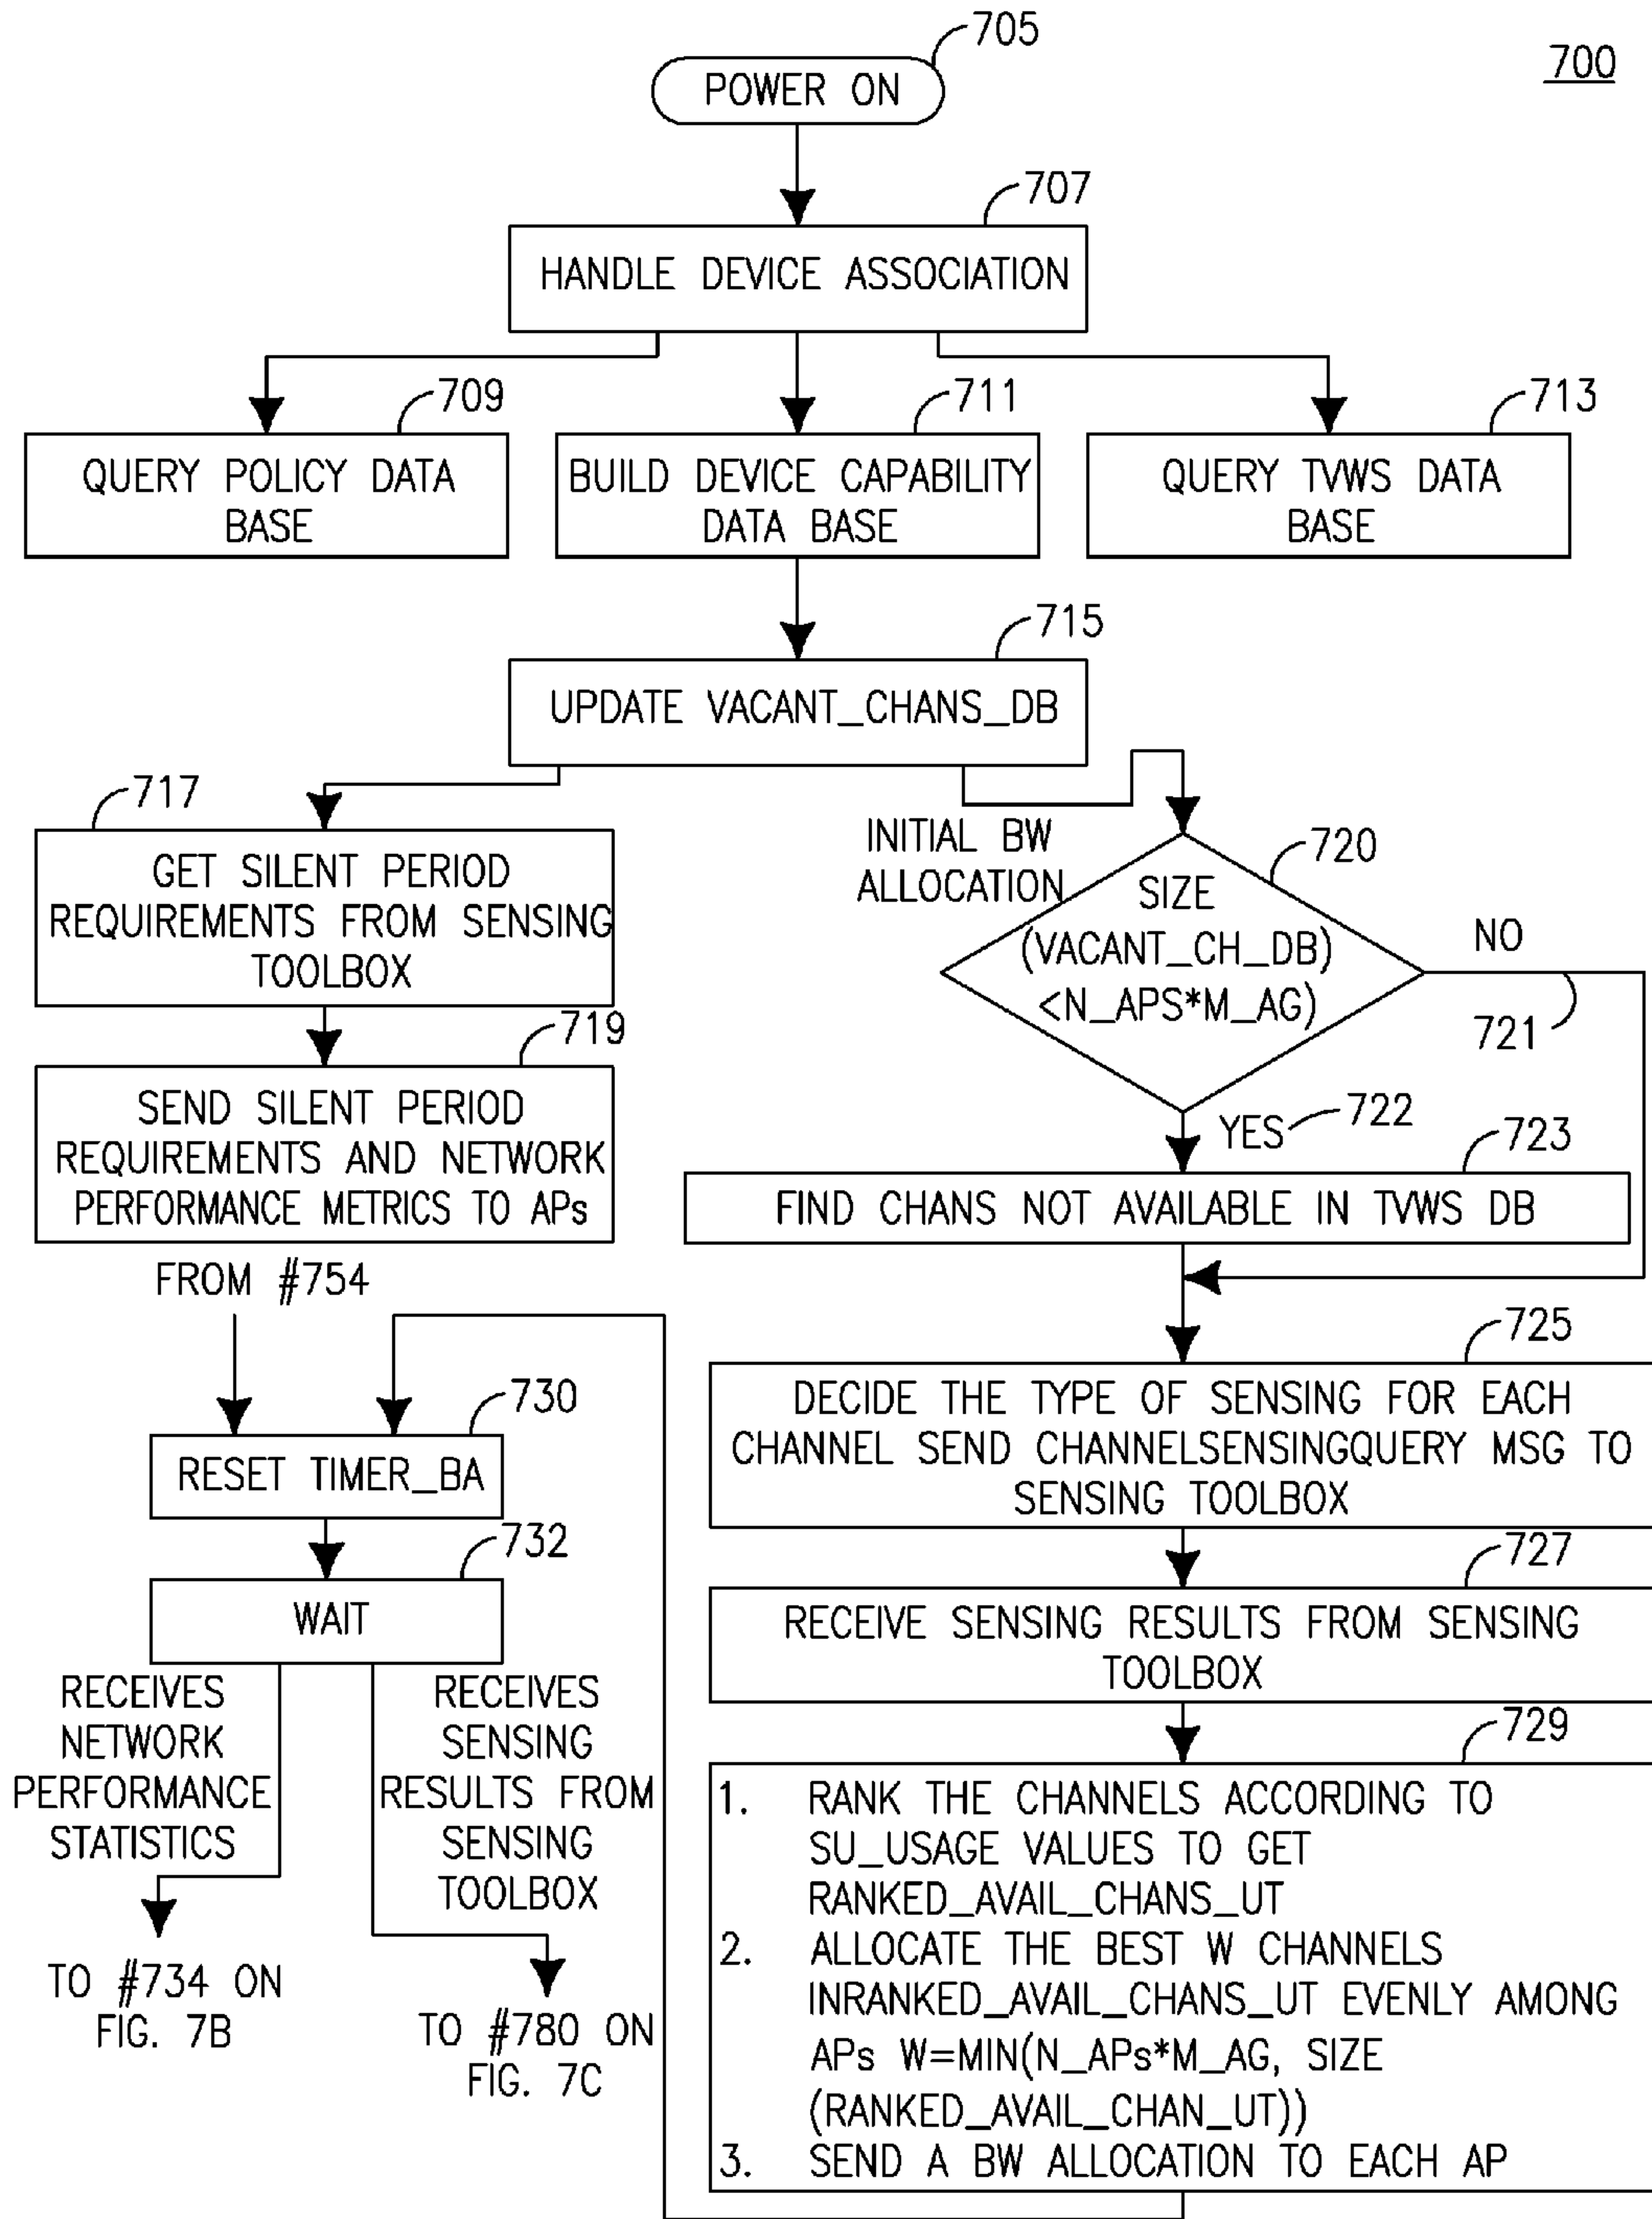 705
700
POWER ON
707
HANDLE DEVICE ASSOCIATION
709
711
713
QUERY POLICY DATA
BASE
BUILD DEVICE CAPABILITY
DATA BASE
QUERY TVWS DATA
BASE
715
UPDATE VACANT_CHANS_DB
717
GET SILENT PERIOD
REQUIREMENTS FROM SENSING
TOOLBOX
719
SEND SILENT PERIOD
REQUIREMENTS AND NETWORK
PERFORMANCE METRICS TO APs
INITIAL BW
ALLOCATION
720
SIZE
(VACANT_CH_DB)
<N_APS*M_AG)
NO
721
YES
722
723
FIND CHANS NOT AVAILABLE IN TVWS DB
725
DECIDE THE TYPE OF SENSING FOR EACH
CHANNEL SEND CHANNELSENSINGQUERY MSG TO
SENSING TOOLBOX
727
RECEIVE SENSING RESULTS FROM SENSING
TOOLBOX
729
1. RANK THE CHANNELS ACCORDING TO
SU_USAGE VALUES TO GET
RANKED_AVAIL_CHANS_UT
2. ALLOCATE THE BEST W CHANNELS
INRANKED_AVAIL_CHANS_UT EVENLY AMONG
APs W=MIN(N_APs*M_AG, SIZE
(RANKED_AVAIL_CHAN_UT))
3. SEND A BW ALLOCATION TO EACH AP
FROM #754
730
RESET TIMER_BA
732
WAIT
RECEIVES
NETWORK
PERFORMANCE
STATISTICS
RECEIVES
SENSING
RESULTS FROM
SENSING
TOOLBOX
TO #734 ON
FIG. 7B
TO #780 ON
FIG. 7C